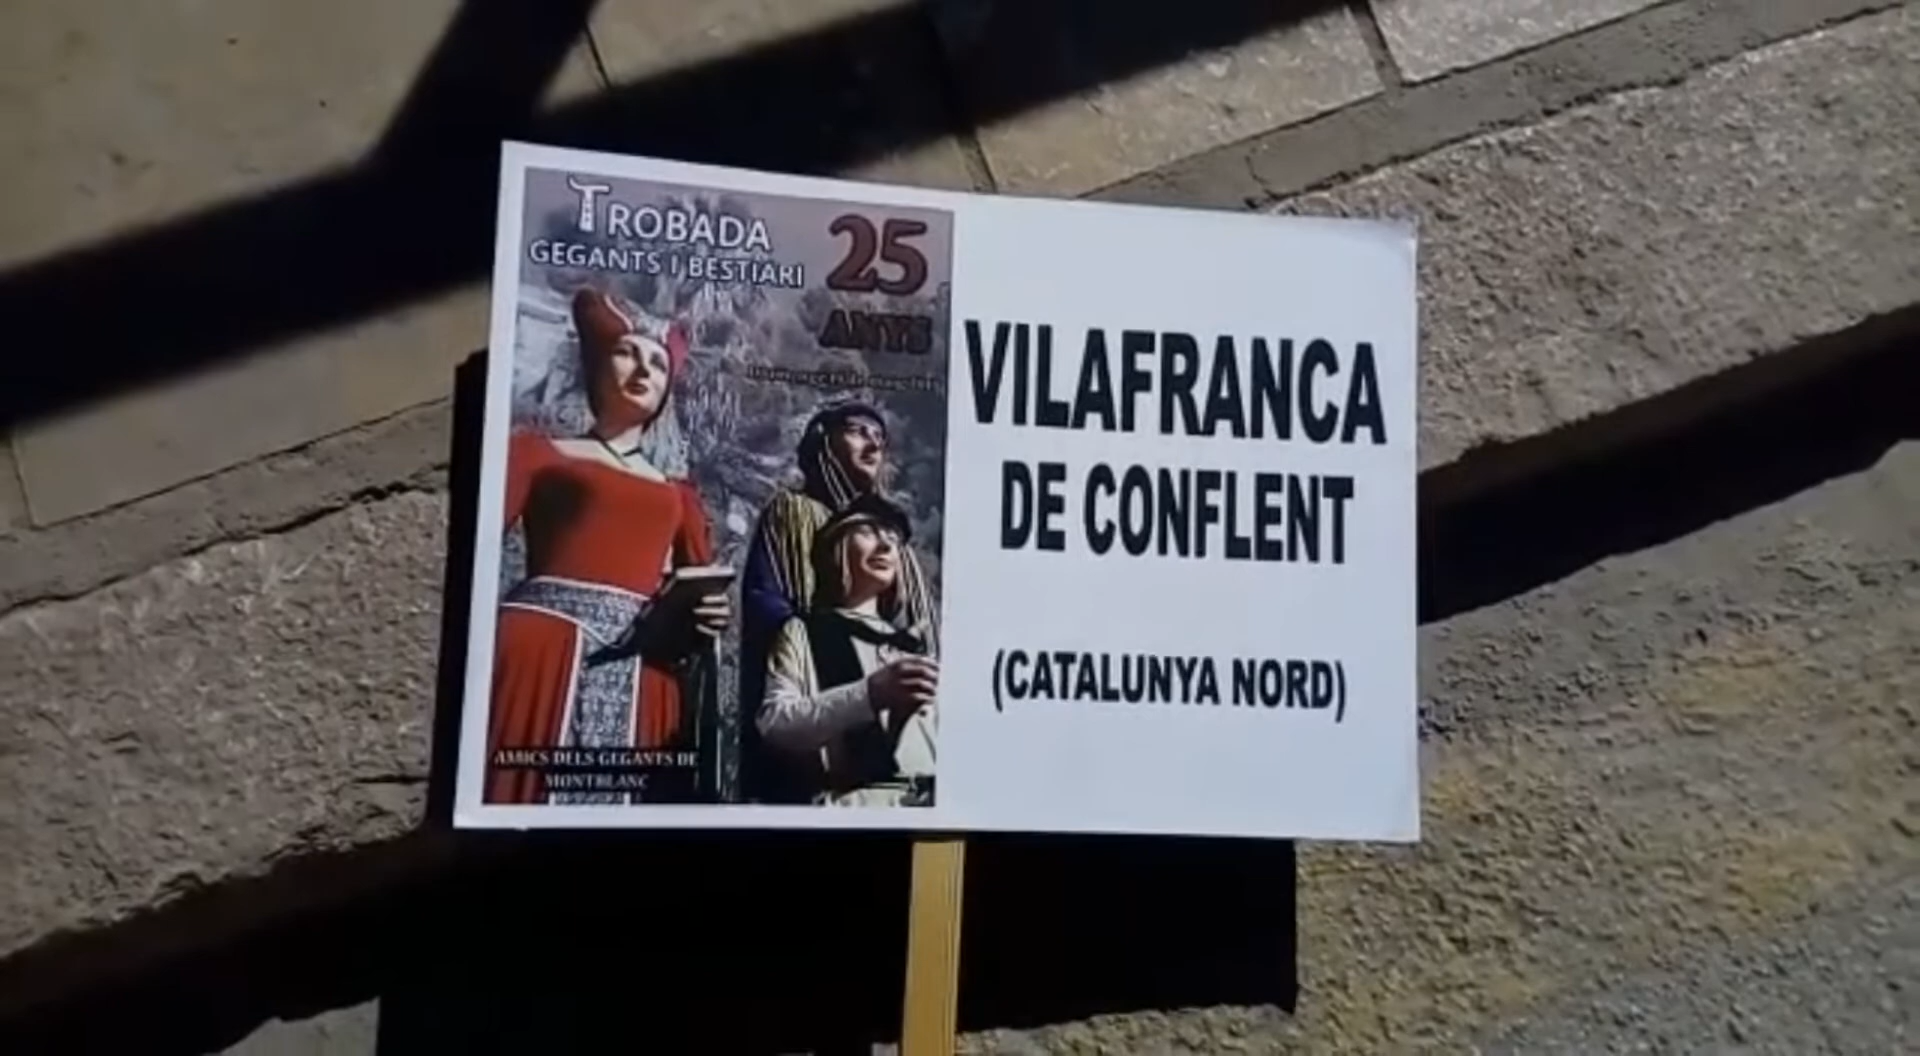 TROBADA
GEGANTS I BESTIARI
25
ANYS
AMICS DELS GEGANTS DE
MONTBLANC
VILAFRANCA
DE CONFLENT
(CATALUNYA NORD)